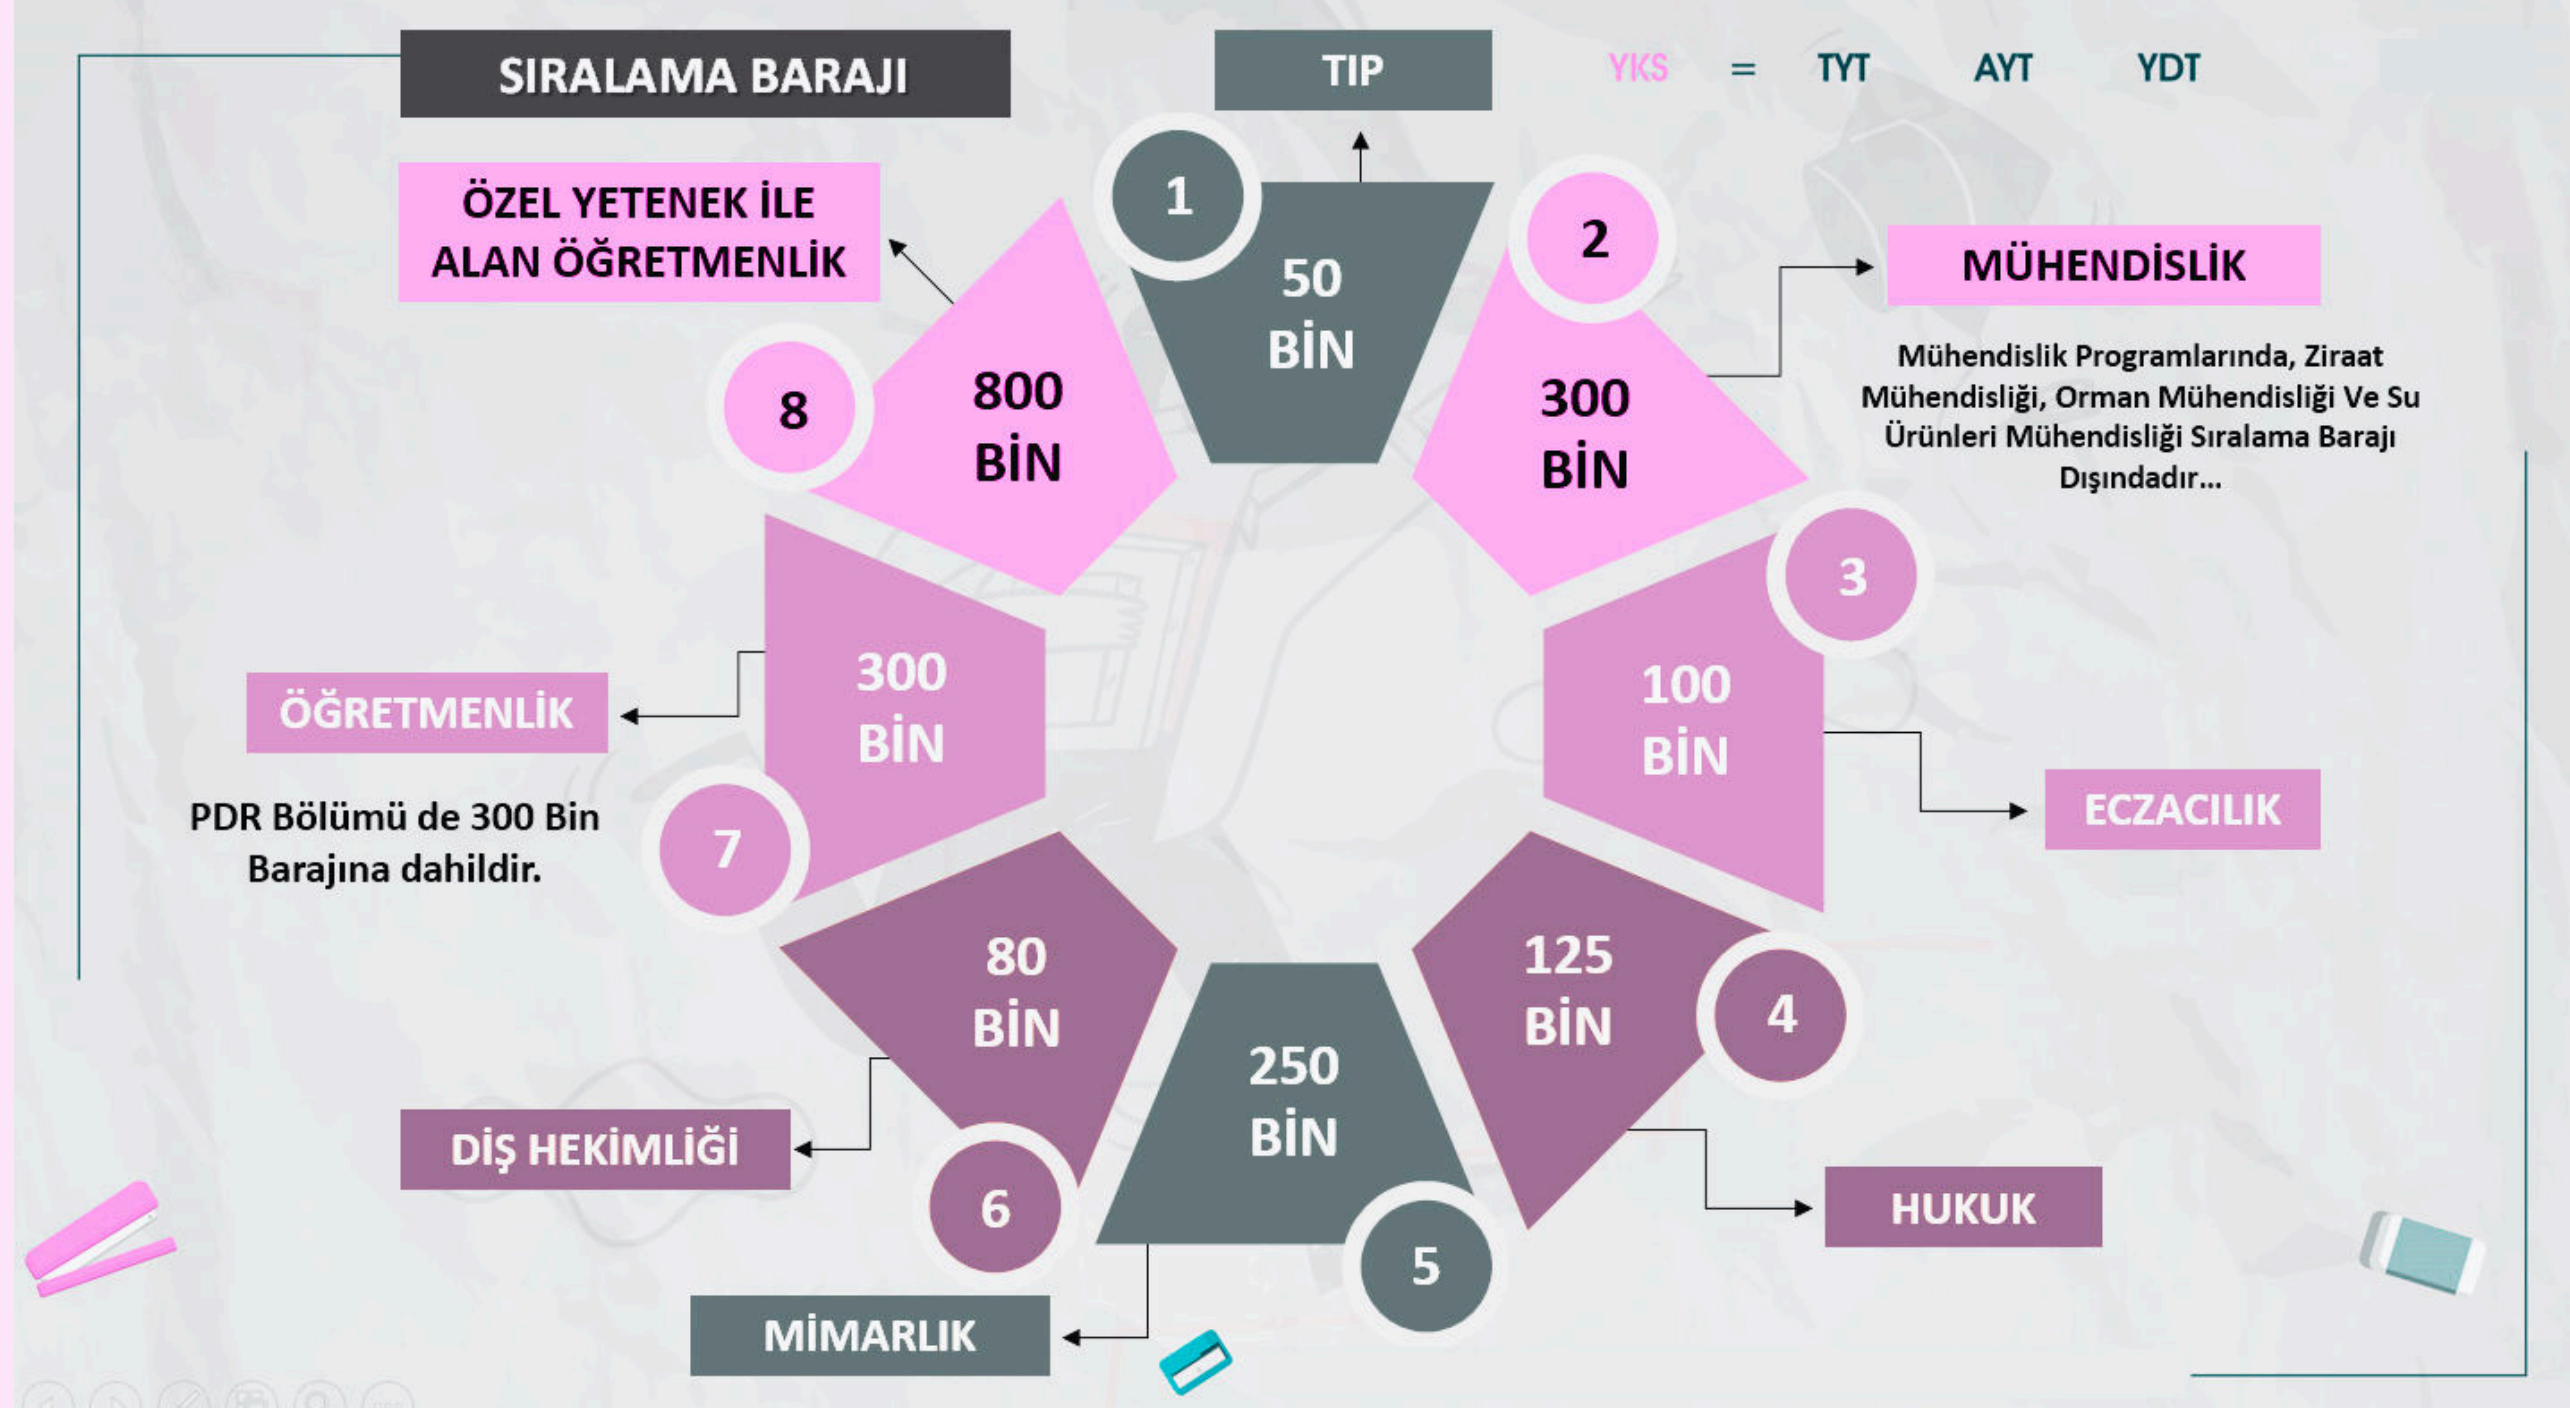 SIRALAMA BARAJI
YKS = TYT AYT YDT
1
TIP
50
BİN
2
MÜHENDİSLİK
300
BİN
Mühendislik Programlarında, Ziraat
Mühendisliği, Orman Mühendisliği Ve Su
Ürünleri Mühendisliği Sıralama Barajı
Dışındadır...
3
ECZACILIK
100
BİN
4
HUKUK
125
BİN
5
MİMARLIK
250
BİN
6
DİŞ HEKİMLİĞİ
80
BİN
7
ÖĞRETMENLİK
300
BİN
PDR Bölümü de 300 Bin
Barajına dahildir.
8
ÖZEL YETENEK İLE
ALAN ÖĞRETMENLİK
800
BİN